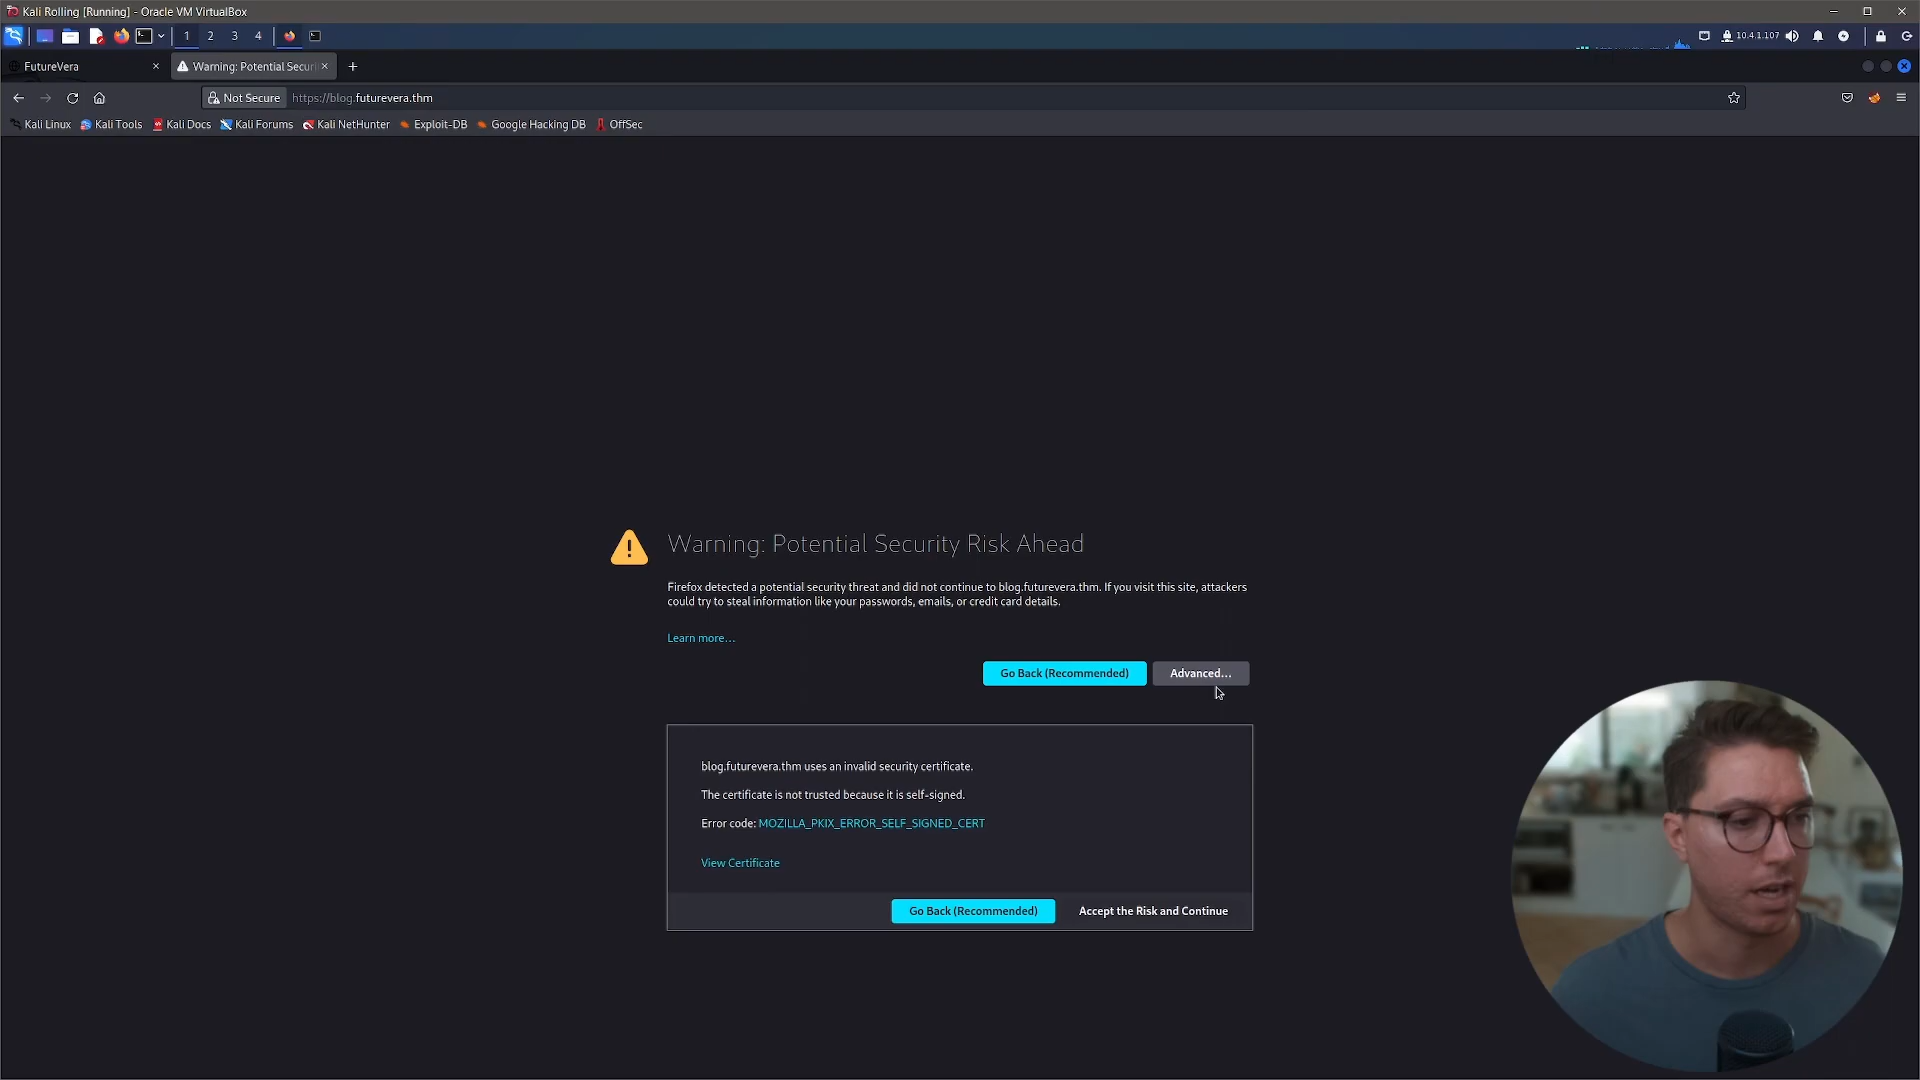 Kali Rolling [Running] - Oracle VM VirtualBox
1 2 3 4
10.4.1.107
FutureVera
Warning: Potential Securi
Not Secure
https://blog.futurevera.thm
Kali Linux
Kali Tools
Kali Docs
Kali Forums
Kali NetHunter
Exploit-DB
Google Hacking DB
OffSec
Warning: Potential Security Risk Ahead
Firefox detected a potential security threat and did not continue to blog.futurevera.thm. If you visit this site, attackers
could try to steal information like your passwords, emails, or credit card details.
Learn more…
Go Back (Recommended)
Advanced…
blog.futurevera.thm uses an invalid security certificate.
The certificate is not trusted because it is self-signed.
Error code: MOZILLA_PKIX_ERROR_SELF_SIGNED_CERT
View Certificate
Go Back (Recommended)
Accept the Risk and Continue